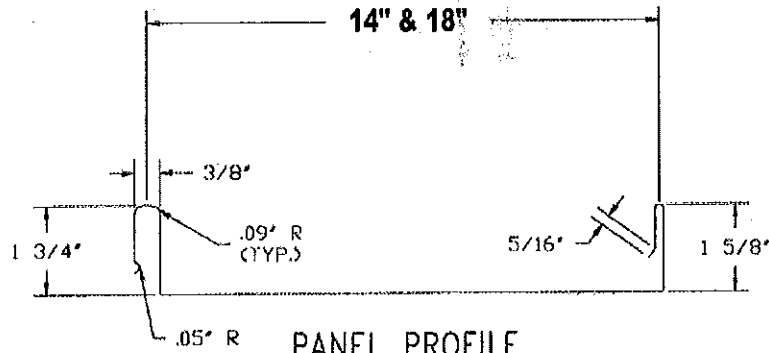 14" & 18"
3/8"
1 3/4"
.09" R
(TYP.)
5/16"
1 5/8"
.05" R
PANEL PROFILE